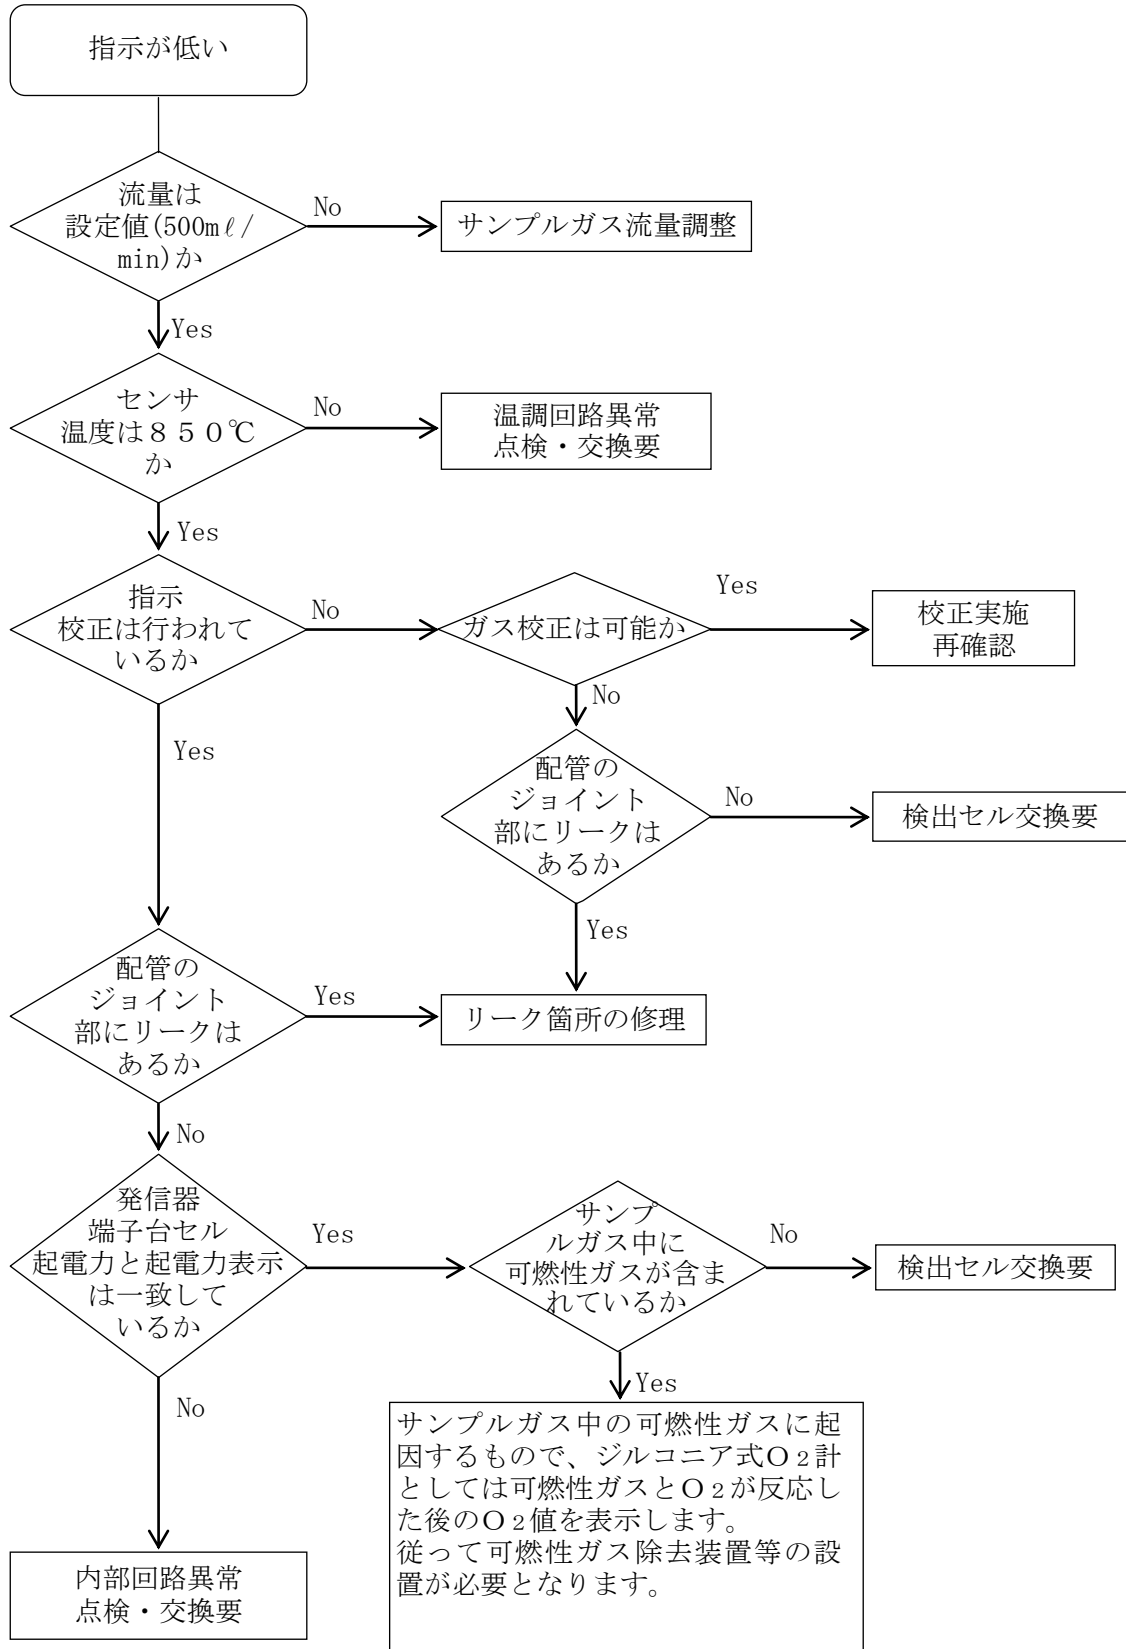 指示が低い
流量は
設定値(500mℓ/
min)か
No
サンプルガス流量調整
Yes
センサ
温度は８５０℃
か
No
温調回路異常
点検・交換要
Yes
指示
校正は行われて
いるか
No
ガス校正は可能か
Yes
校正実施
再確認
No
Yes
配管の
ジョイント
部にリークは
あるか
No
検出セル交換要
Yes
配管の
ジョイント
部にリークは
あるか
Yes
リーク箇所の修理
No
発信器
端子台セル
起電力と起電力表示
は一致して
いるか
Yes
サンプ
ルガス中に
可燃性ガスが含ま
れているか
No
検出セル交換要
Yes
No
サンプルガス中の可燃性ガスに起
因するもので、ジルコニア式Ｏ₂計
としては可燃性ガスとＯ₂が反応し
た後のＯ₂値を表示します。
従って可燃性ガス除去装置等の設
置が必要となります。
内部回路異常
点検・交換要